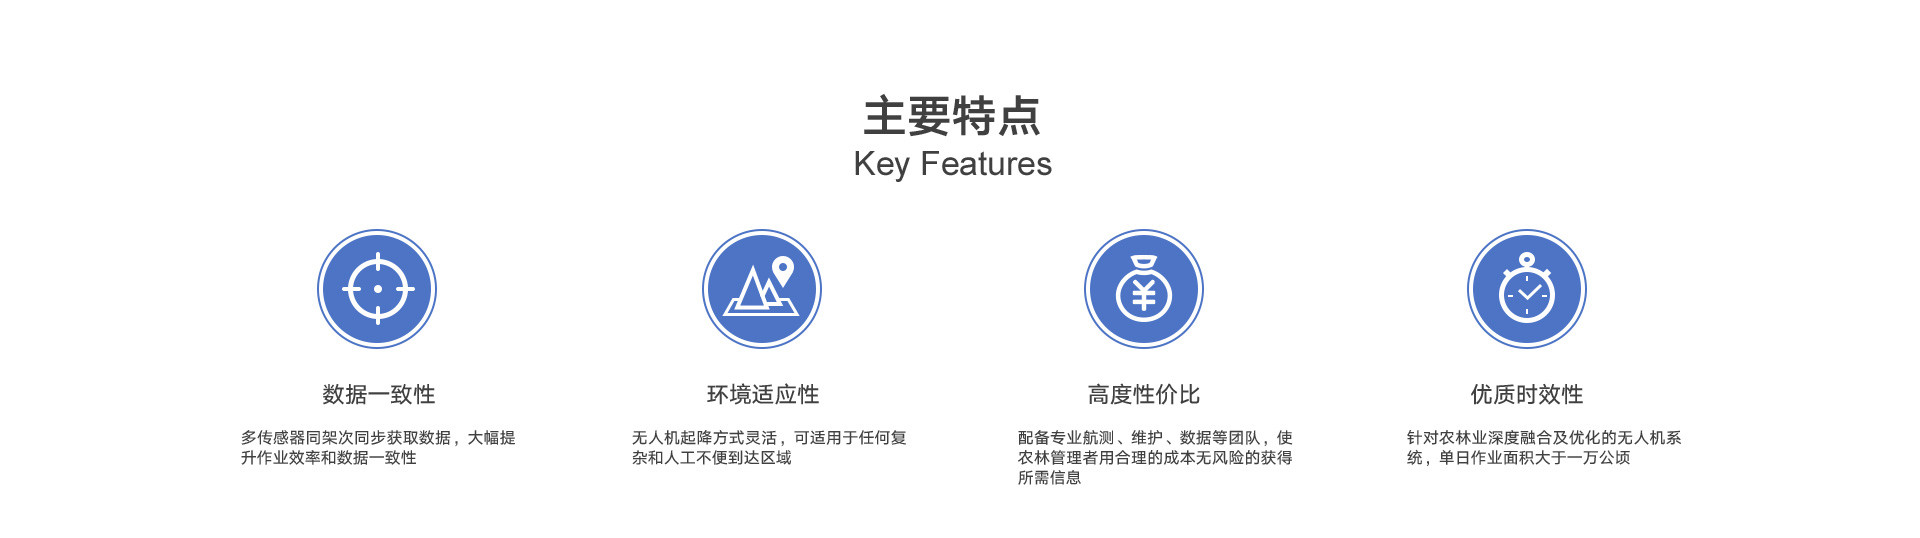 主要特点
Key Features
数据一致性
多传感器同架次同步获取数据，大幅提
升作业效率和数据一致性
环境适应性
无人机起降方式灵活，可适用于任何复
杂和人工不便到达区域
高度性价比
配备专业航测、维护、数据等团队，使
农林管理者用合理的成本无风险的获得
所需信息
优质时效性
针对农林业深度融合及优化的无人机系
统，单日作业面积大于一万公顷